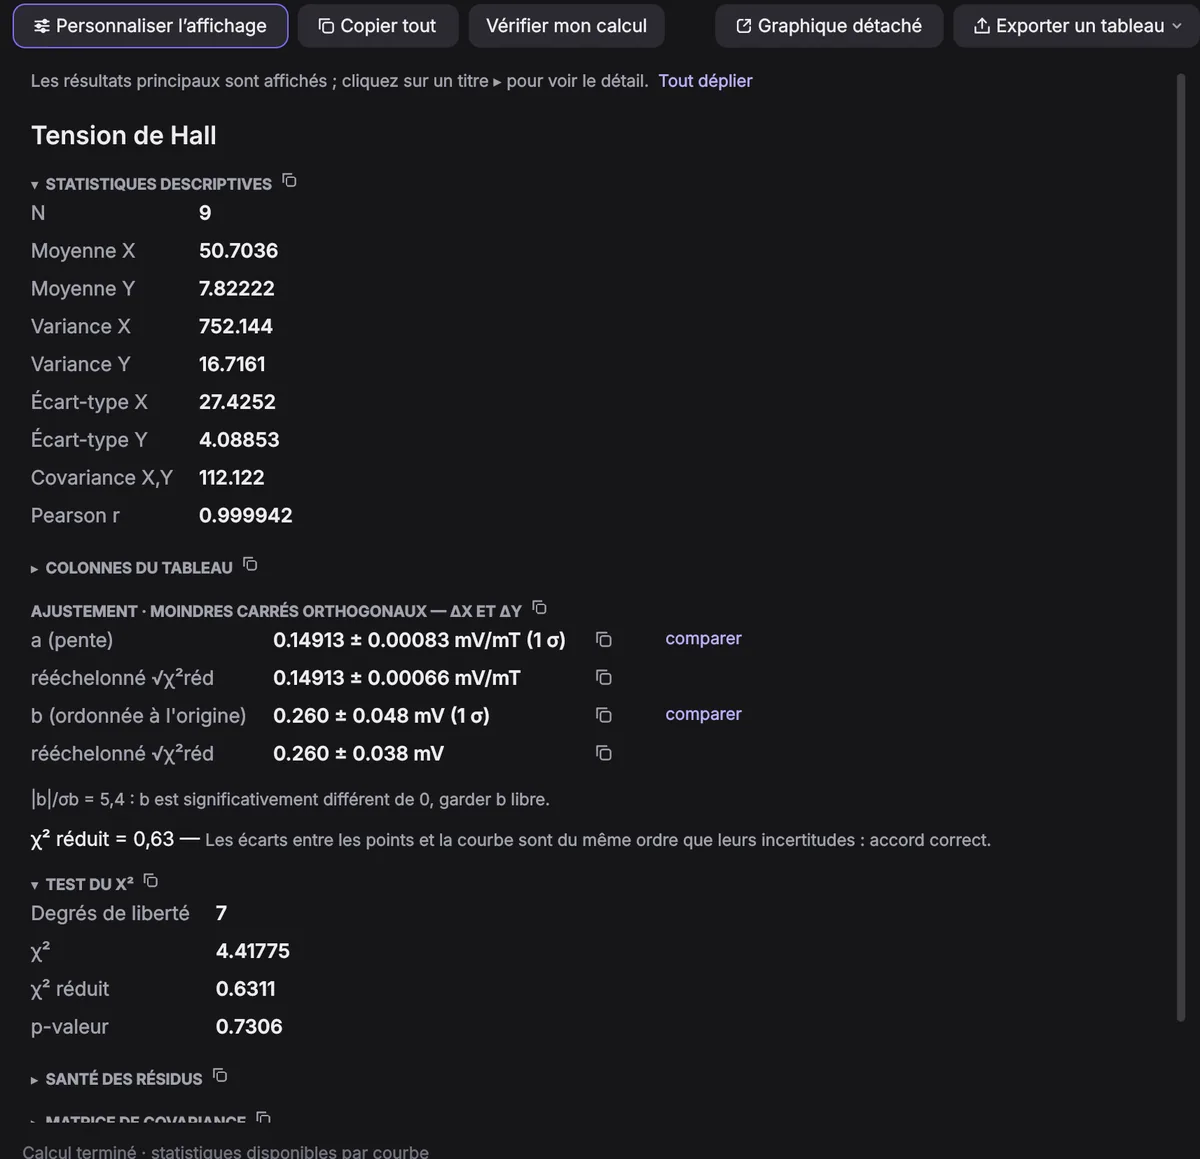 Personnaliser l’affichage Copier tout Vérifier mon calcul Graphique détaché Exporter un tableau
Les résultats principaux sont affichés ; cliquez sur un titre ▸ pour voir le détail. Tout déplier
Tension de Hall
▾ STATISTIQUES DESCRIPTIVES
N 9
Moyenne X 50.7036
Moyenne Y 7.82222
Variance X 752.144
Variance Y 16.7161
Écart-type X 27.4252
Écart-type Y 4.08853
Covariance X,Y 112.122
Pearson r 0.999942
▸ COLONNES DU TABLEAU
AJUSTEMENT · MOINDRES CARRÉS ORTHOGONAUX — ΔX ET ΔY
a (pente) 0.14913 ± 0.00083 mV/mT (1 σ) comparer
rééchelonné √χ²réd 0.14913 ± 0.00066 mV/mT
b (ordonnée à l'origine) 0.260 ± 0.048 mV (1 σ) comparer
rééchelonné √χ²réd 0.260 ± 0.038 mV
|b|/σb = 5,4 : b est significativement différent de 0, garder b libre.
χ² réduit = 0,63 — Les écarts entre les points et la courbe sont du même ordre que leurs incertitudes : accord correct.
▾ TEST DU Χ²
Degrés de liberté 7
χ² 4.41775
χ² réduit 0.6311
p-valeur 0.7306
▸ SANTÉ DES RÉSIDUS
▸ MATRICE DE COVARIANCE
Calcul terminé · statistiques disponibles par courbe